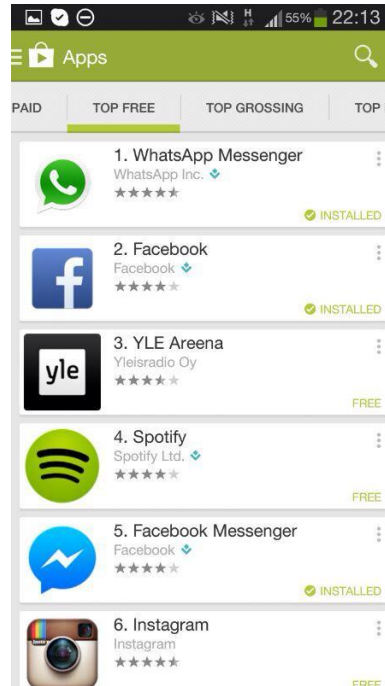 H 55% 22:13
Apps
PAID TOP FREE TOP GROSSING TOP
1. WhatsApp Messenger
WhatsApp Inc.
INSTALLED
2. Facebook
Facebook
INSTALLED
f
3. YLE Areena
Yleisradio Oy
yle
FREE
4. Spotify
Spotify Ltd.
FREE
5. Facebook Messenger
Facebook
INSTALLED
6. Instagram
Instagram
FREE